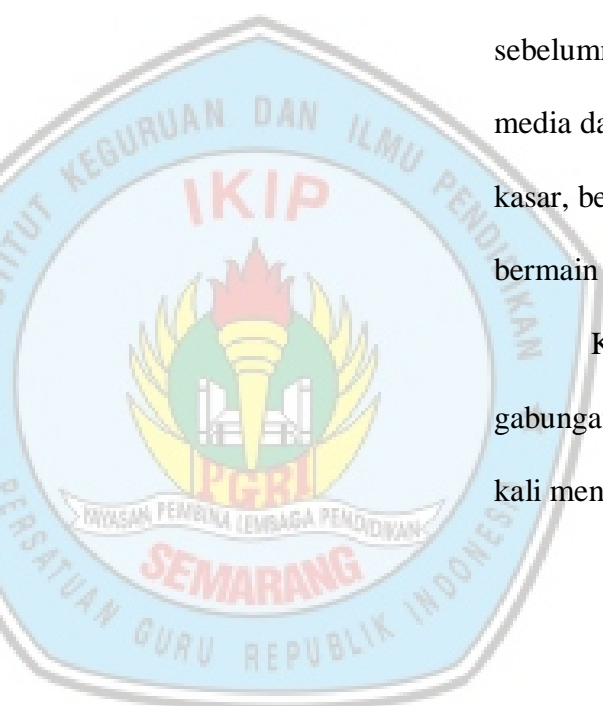 sebelum
media da
kasar, be
bermain
K
gabunga
kali men
INSTITUT KEGURUAN DAN ILMU PENDIDIKAN
IKIP
PGRI
YAYASAN PEMBINA LEMBAGA PENDIDIKAN
SEMARANG
PERSATUAN GURU REPUBLIK INDONESIA